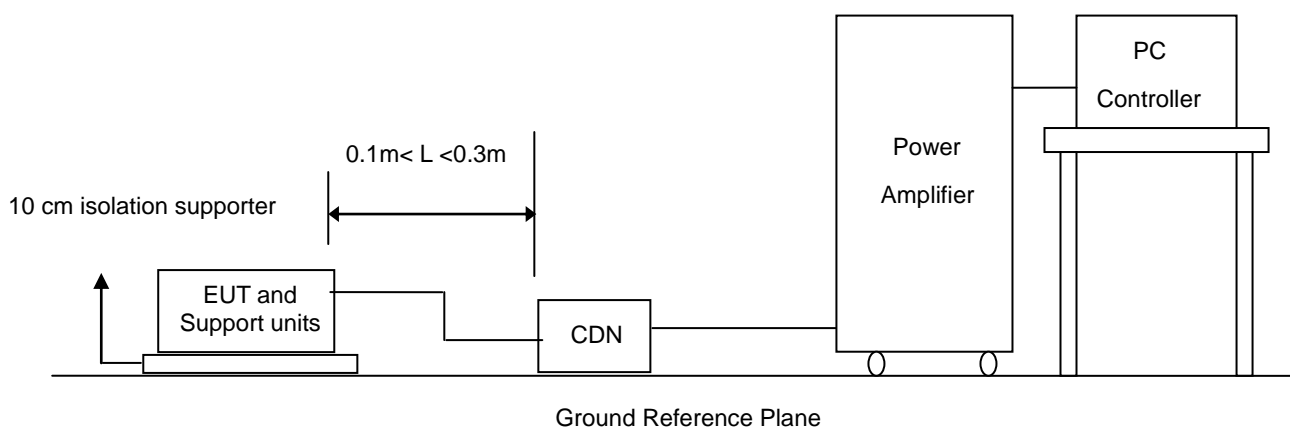 PC
Controller
0.1m< L <0.3m
Power
Amplifier
10 cm isolation supporter
EUT and
Support units
CDN
Ground Reference Plane